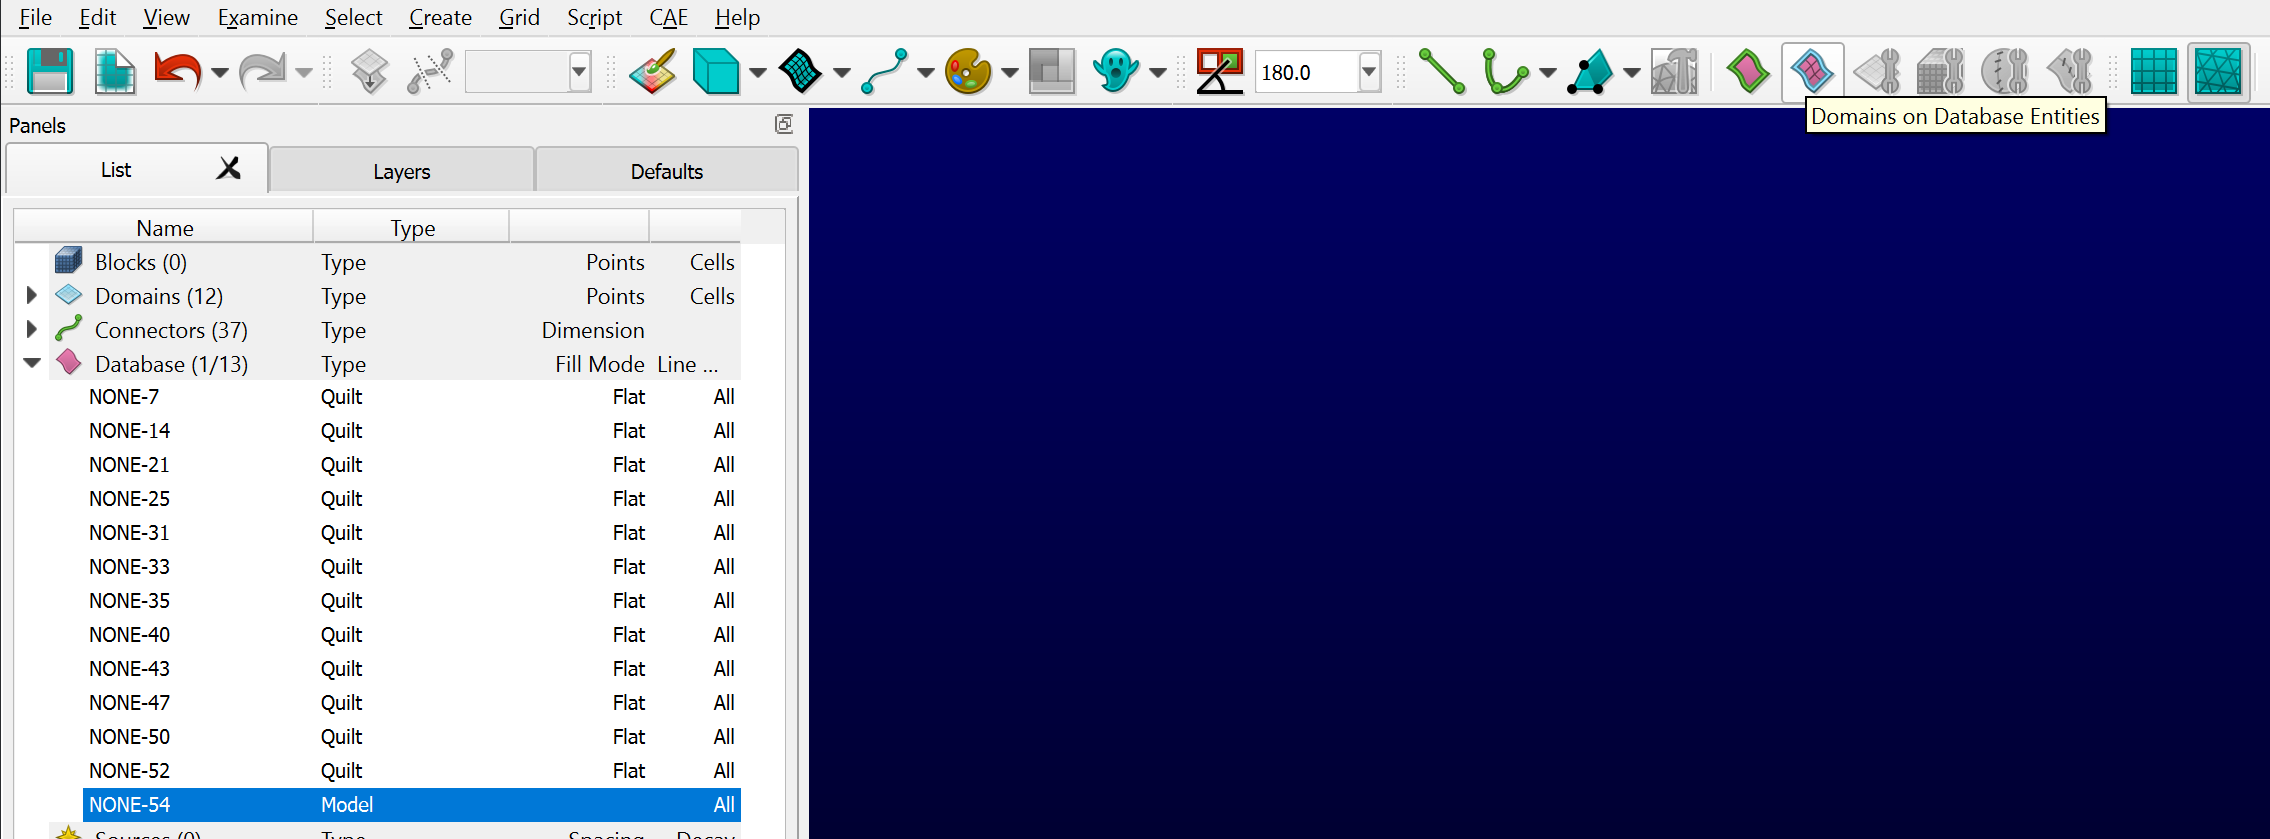 File Edit View Examine Select Create Grid Script CAE Help
180.0
Domains on Database Entities
Panels
List Layers Defaults
Name Type
Blocks (0) Type Points Cells
Domains (12) Type Points Cells
Connectors (37) Type Dimension
Database (1/13) Type Fill Mode Line ...
NONE-7 Quilt Flat All
NONE-14 Quilt Flat All
NONE-21 Quilt Flat All
NONE-25 Quilt Flat All
NONE-31 Quilt Flat All
NONE-33 Quilt Flat All
NONE-35 Quilt Flat All
NONE-40 Quilt Flat All
NONE-43 Quilt Flat All
NONE-47 Quilt Flat All
NONE-50 Quilt Flat All
NONE-52 Quilt Flat All
NONE-54 Model All
Sources (0) Type Spacing Decay